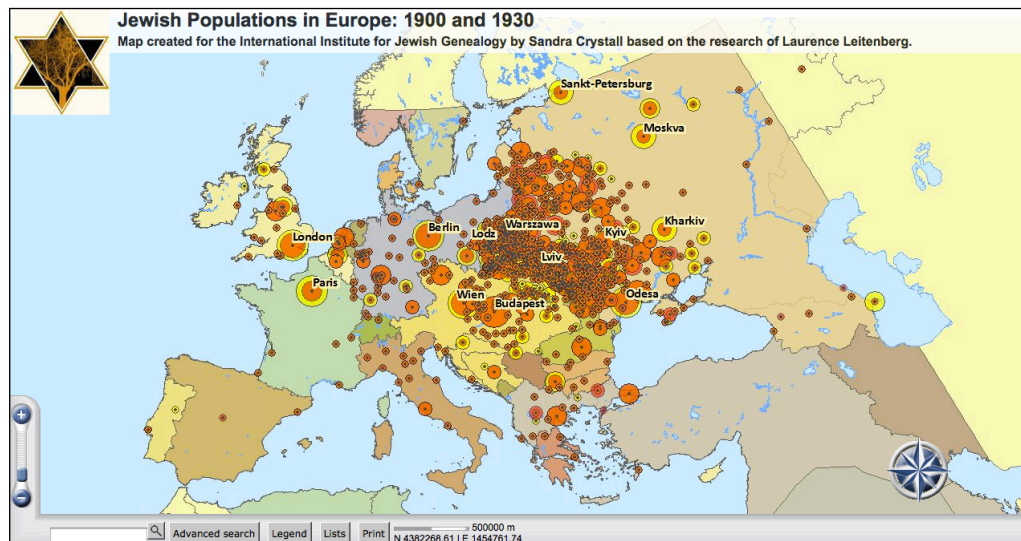 Jewish Populations in Europe: 1900 and 1930
Map created for the International Institute for Jewish Genealogy by Sandra Crystall based on the research of Laurence Leitenberg.
Sankt-Petersburg
Moskva
Kharkiv
Berlin
Lodz
Warszawa
Kyiv
London
Lviv
Paris
Wien
Budapest
Odesa
Advanced search
Legend
Lists
Print
500000 m
N 4382268.61 | E 1454761.74